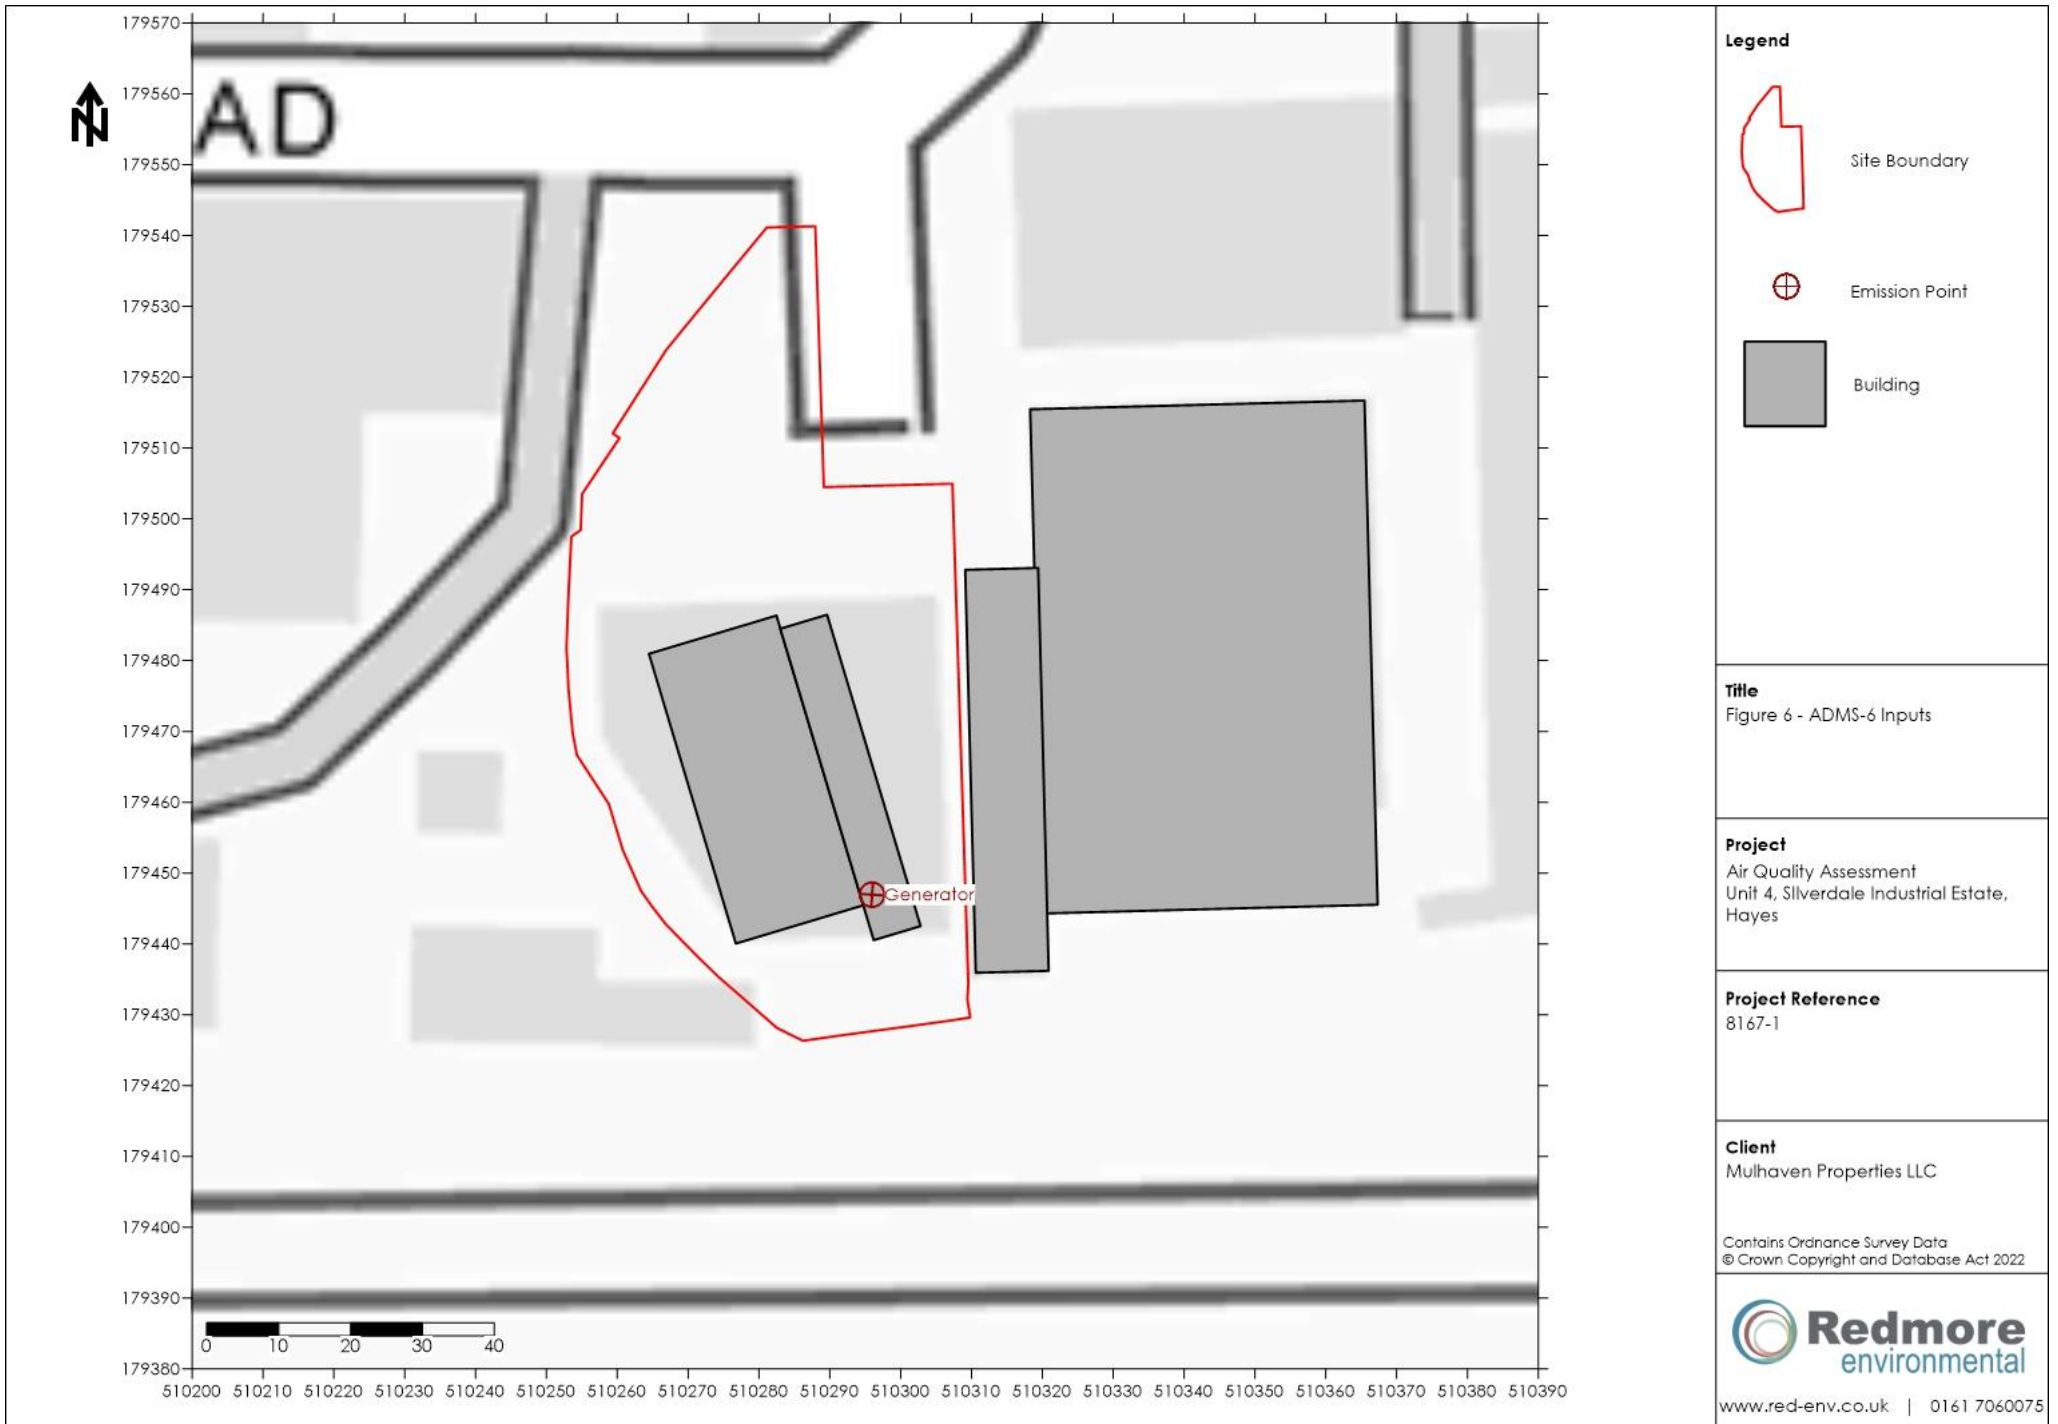 179570
179560
179550
179540
179530
179520
179510
179500
179490
179480
179470
179460
179450
179440
179430
179420
179410
179400
179390
179380
510200 510210 510220 510230 510240 510250 510260 510270 510280 510290 510300 510310 510320 510330 510340 510350 510360 510370 510380 510390
N
AD
Generator
0 10 20 30 40
Legend
Site Boundary
Emission Point
Building
Title
Figure 6 - ADMS-6 Inputs
Project
Air Quality Assessment
Unit 4, SIlverdale Industrial Estate,
Hayes
Project Reference
8167-1
Client
Mulhaven Properties LLC
Contains Ordnance Survey Data
© Crown Copyright and Database Act 2022
Redmore
environmental
www.red-env.co.uk | 0161 7060075